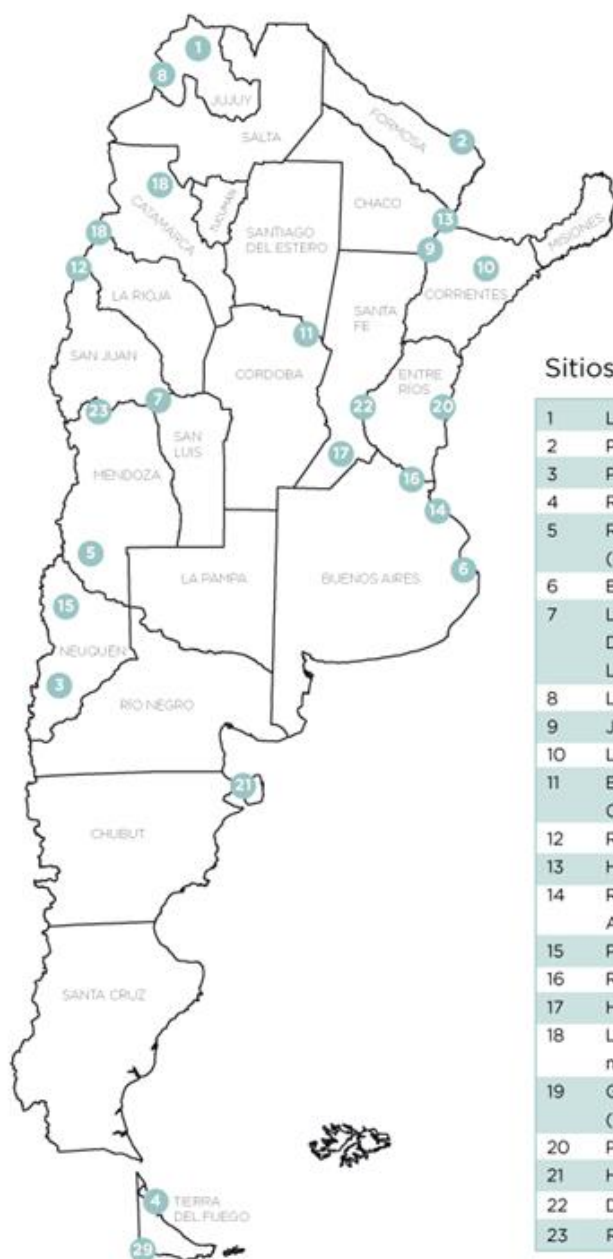 1
8
JUJUY
SALTA
FORMOSA
2
18
CATAMARCA
TUCUMÁN
SANTIAGO
DEL ESTERO
CHACO
13
MISIONES
18
9
12
10
LA RIOJA
CORRIENTES
SANTA
FE
11
SAN JUAN
CÓRDOBA
ENTRE
RÍOS
23
7
22
20
SAN
LUIS
MENDOZA
17
16
14
5
LA PAMPA
BUENOS AIRES
6
15
NEUQUÉN
3
RÍO NEGRO
21
CHUBUT
SANTA CRUZ
4
TIERRA
DEL FUEGO
29
Sitios
1 L
2 P
3 P
4 R
5 R
(
6 B
7 L
D
L
8 L
9 J
10 L
11 B
12 R
13 H
14 R
A
15 P
16 R
17 H
18 L
19
(
20 P
21 H
22 D
23